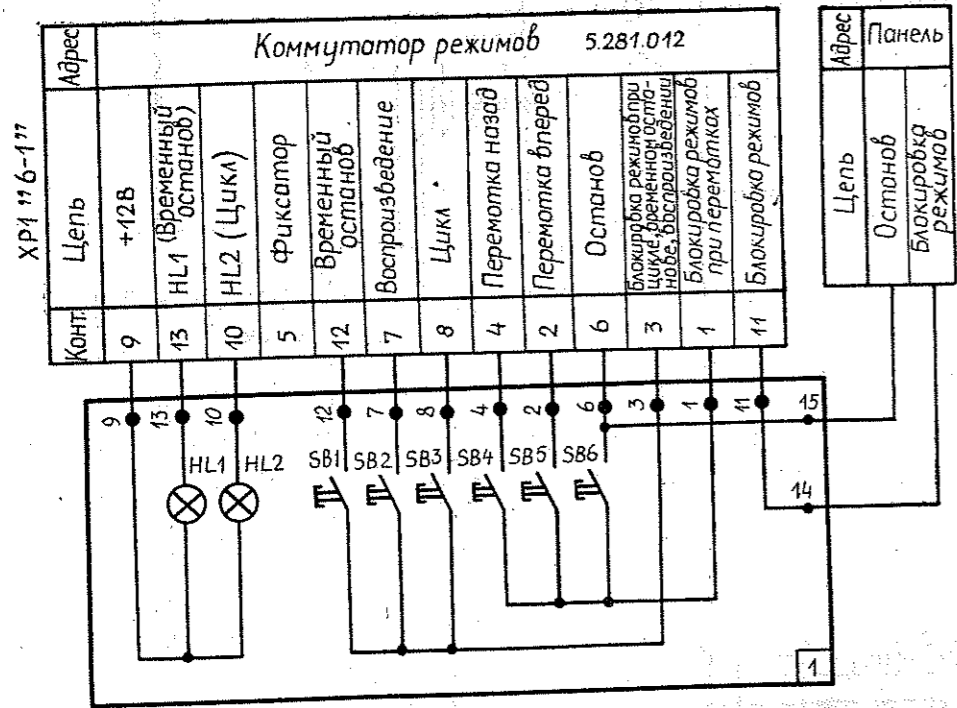 ХР1 "6-1"
Адрес
Коммутатор режимов 5.281.012
Цепь
+12В
HL1 (Временный
останов)
HL2 (Цикл)
Фиксатор
Временный
останов
Воспроизведение
Цикл
Перемотка назад
Перемотка вперед
Останов
Блокировка режимов при
цикле, временном оста-
нове, воспроизведении
Блокировка режимов
при перемотках
Блокировка режимов
Конт.
9
13
10
5
12
7
8
4
2
6
3
1
11
Адрес
Панель
Цепь
Останов
Блокировка
режимов
9
13
10
12
7
8
4
2
6
3
1
11
15
HL1
HL2
SB1
SB2
SB3
SB4
SB5
SB6
14
1